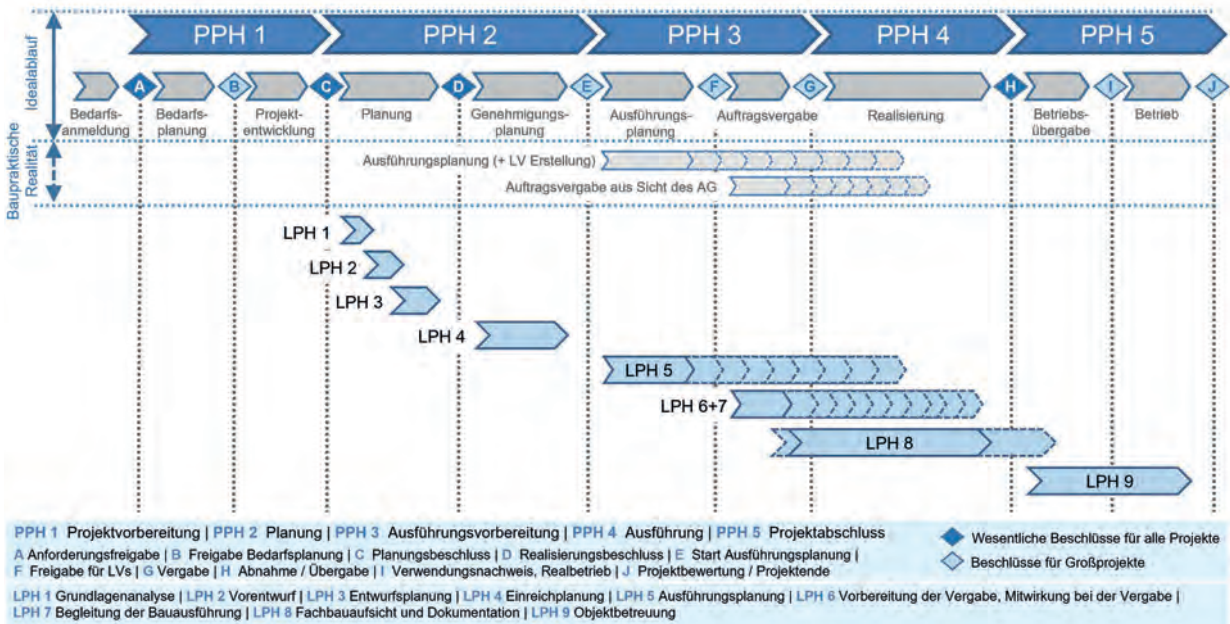 PPH 1 PPH 2 PPH 3 PPH 4 PPH 5
Idealablauf
A B C D E F G H I J
Bedarfs-
anmeldung
Bedarfs-
planung
Projekt-
entwicklung
Planung
Genehmigungs-
planung
Ausführungs-
planung
Auftragsvergabe
Realisierung
Betriebs-
übergabe
Betrieb
Baupraktische
Realität
Ausführungsplanung (+ LV Erstellung)
Auftragsvergabe aus Sicht des AG
LPH 1
LPH 2
LPH 3
LPH 4
LPH 5
LPH 6+7
LPH 8
LPH 9
PPH 1 Projektvorbereitung | PPH 2 Planung | PPH 3 Ausführungsvorbereitung | PPH 4 Ausführung | PPH 5 Projektabschluss
A Anforderungsfreigabe | B Freigabe Bedarfsplanung | C Planungsbeschluss | D Realisierungsbeschluss | E Start Ausführungsplanung |
F Freigabe für LVs | G Vergabe | H Abnahme / Übergabe | I Verwendungsnachweis, Realbetrieb | J Projektbewertung / Projektende
Wesentliche Beschlüsse für alle Projekte
Beschlüsse für Großprojekte
LPH 1 Grundlagenanalyse | LPH 2 Vorentwurf | LPH 3 Entwurfsplanung | LPH 4 Einreichplanung | LPH 5 Ausführungsplanung | LPH 6 Vorbereitung der Vergabe, Mitwirkung bei der Vergabe |
LPH 7 Begleitung der Bauausführung | LPH 8 Fachbauaufsicht und Dokumentation | LPH 9 Objektbetreuung